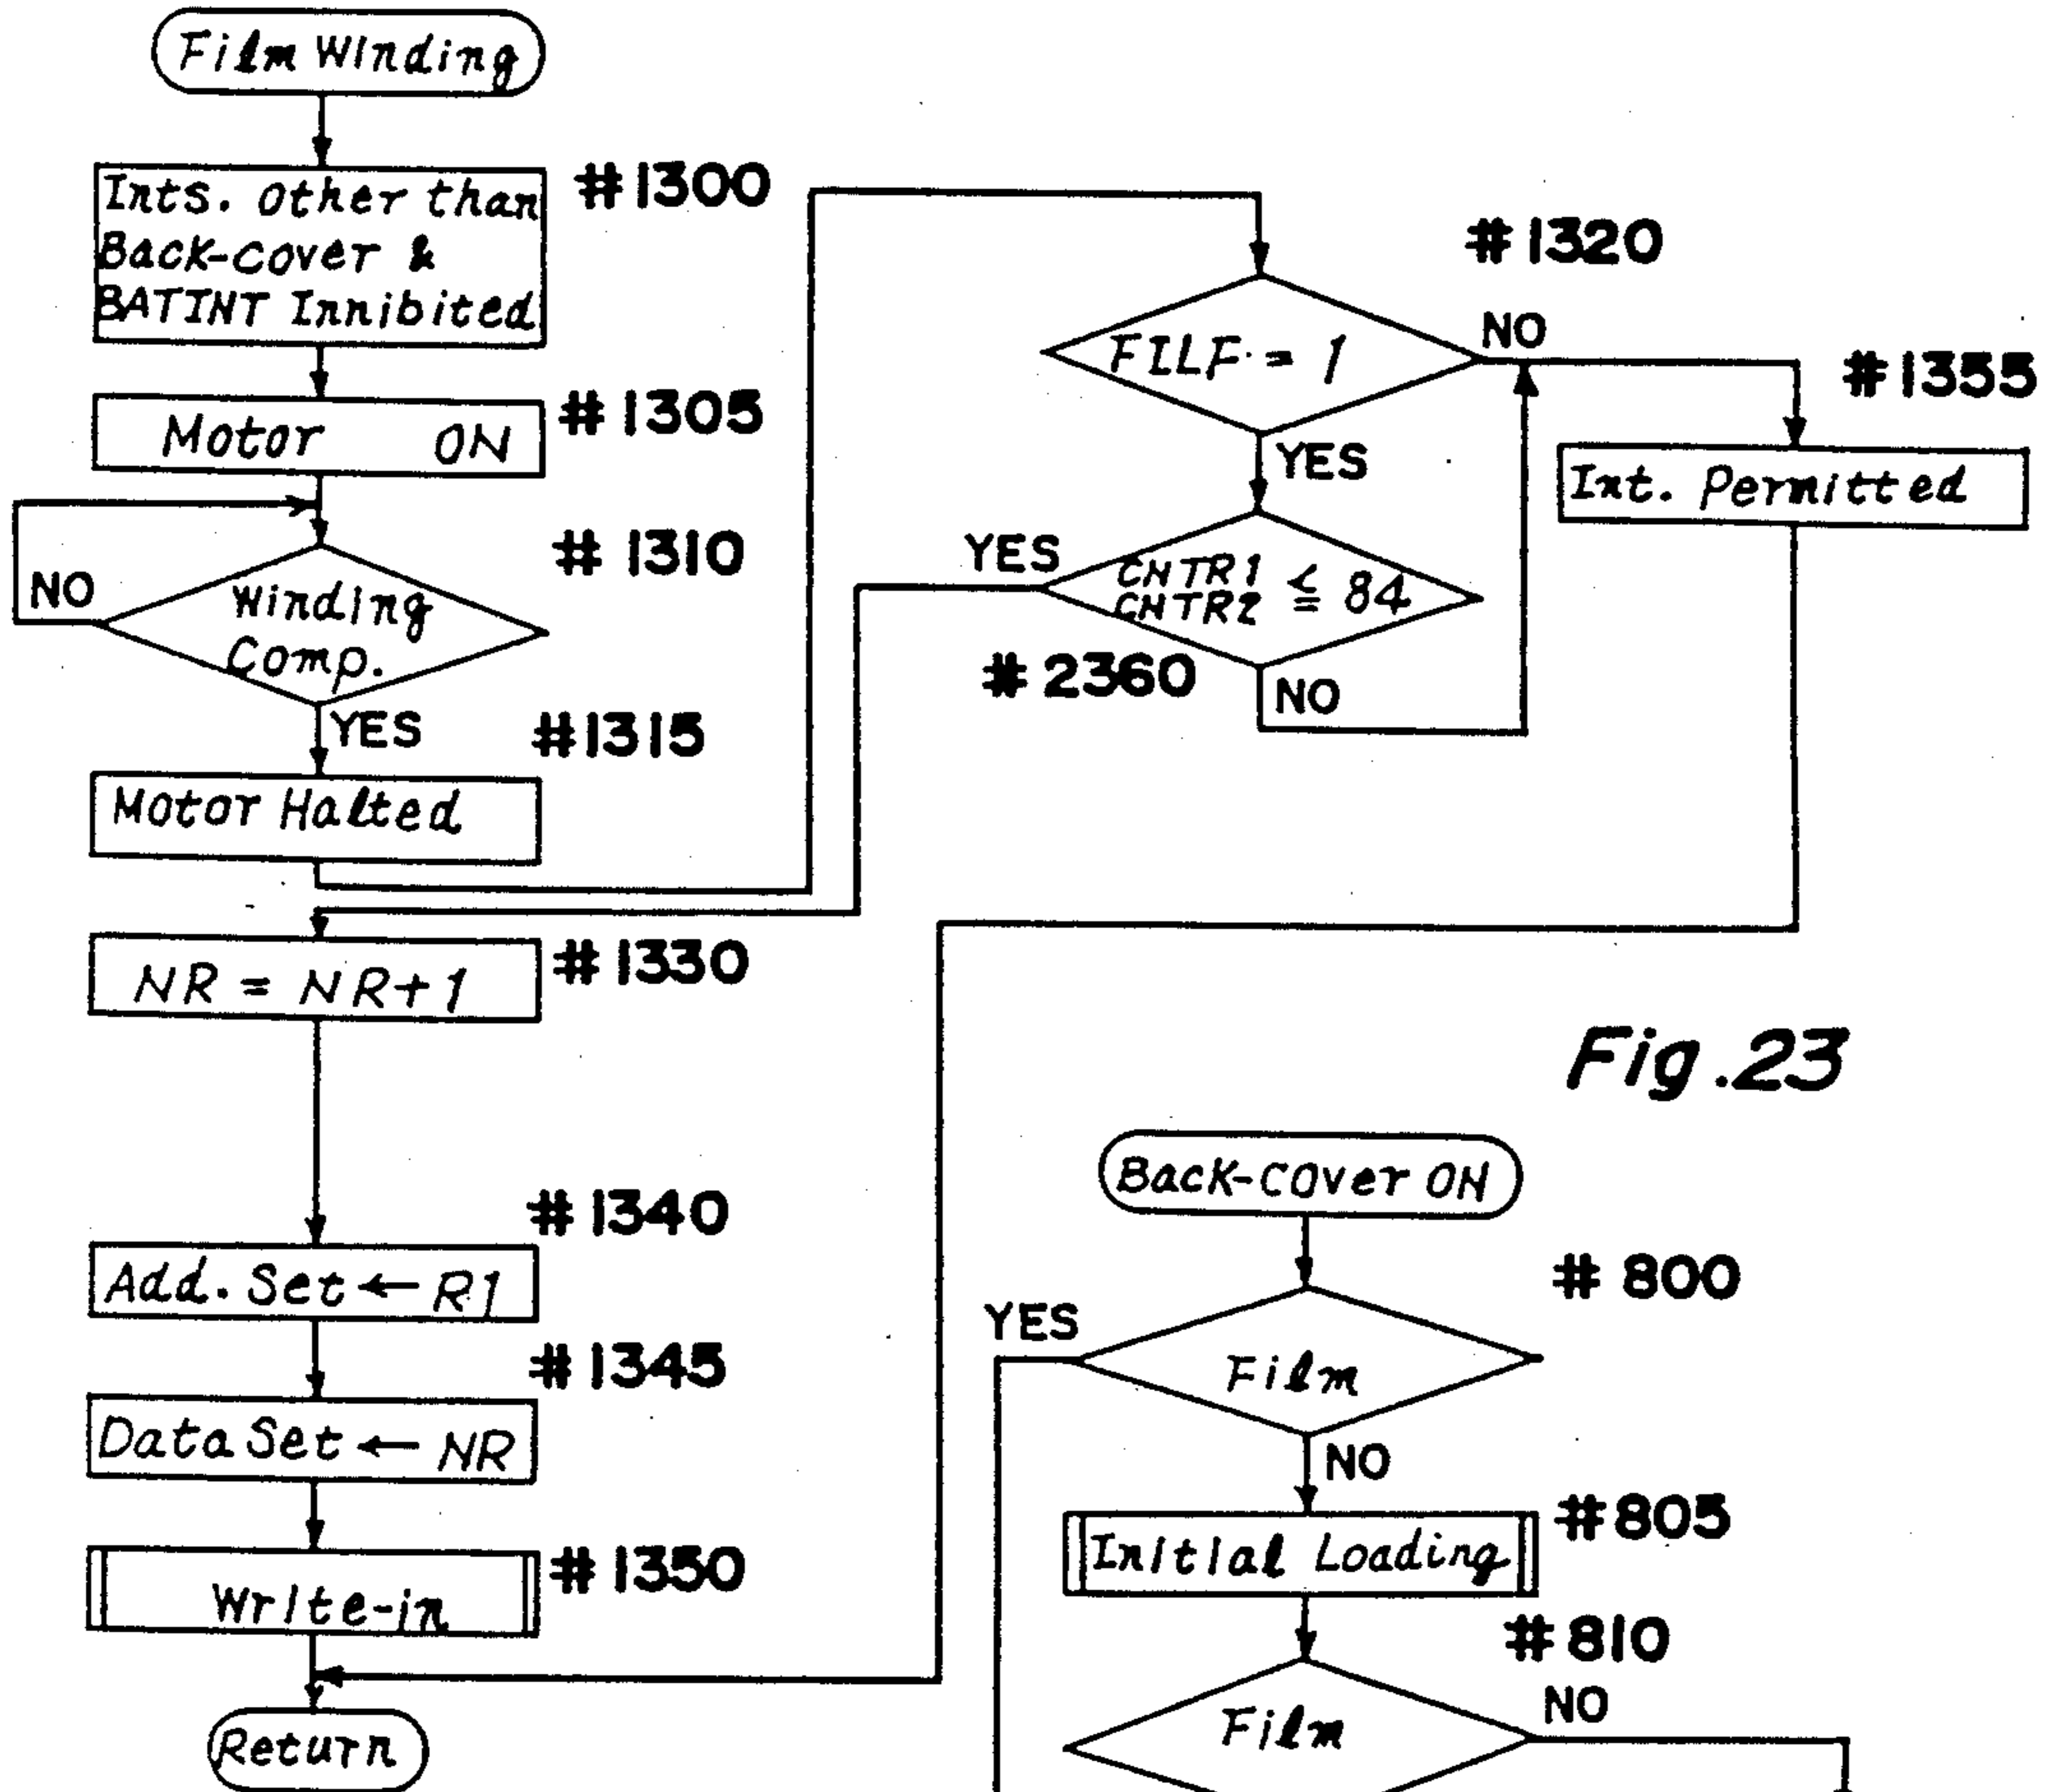 Film Winding
Ints. Other than
Back-cover &
BATINT Innibited
#1300
Motor ON
#1305
#1310
NO
Winding
Comp.
YES
#1315
Motor Halted
#1320
FILF = 1
NO
YES
#1355
Int. Permitted
YES
CNTR1
CNTR2 ≦ 84
#2360
NO
NR = NR+1
#1330
#1340
Add. Set ← R1
#1345
Data Set ← NR
#1350
Write-in
Return
Fig.23
Back-cover ON
#800
YES
Film
NO
#805
Initial Loading
#810
Film
NO